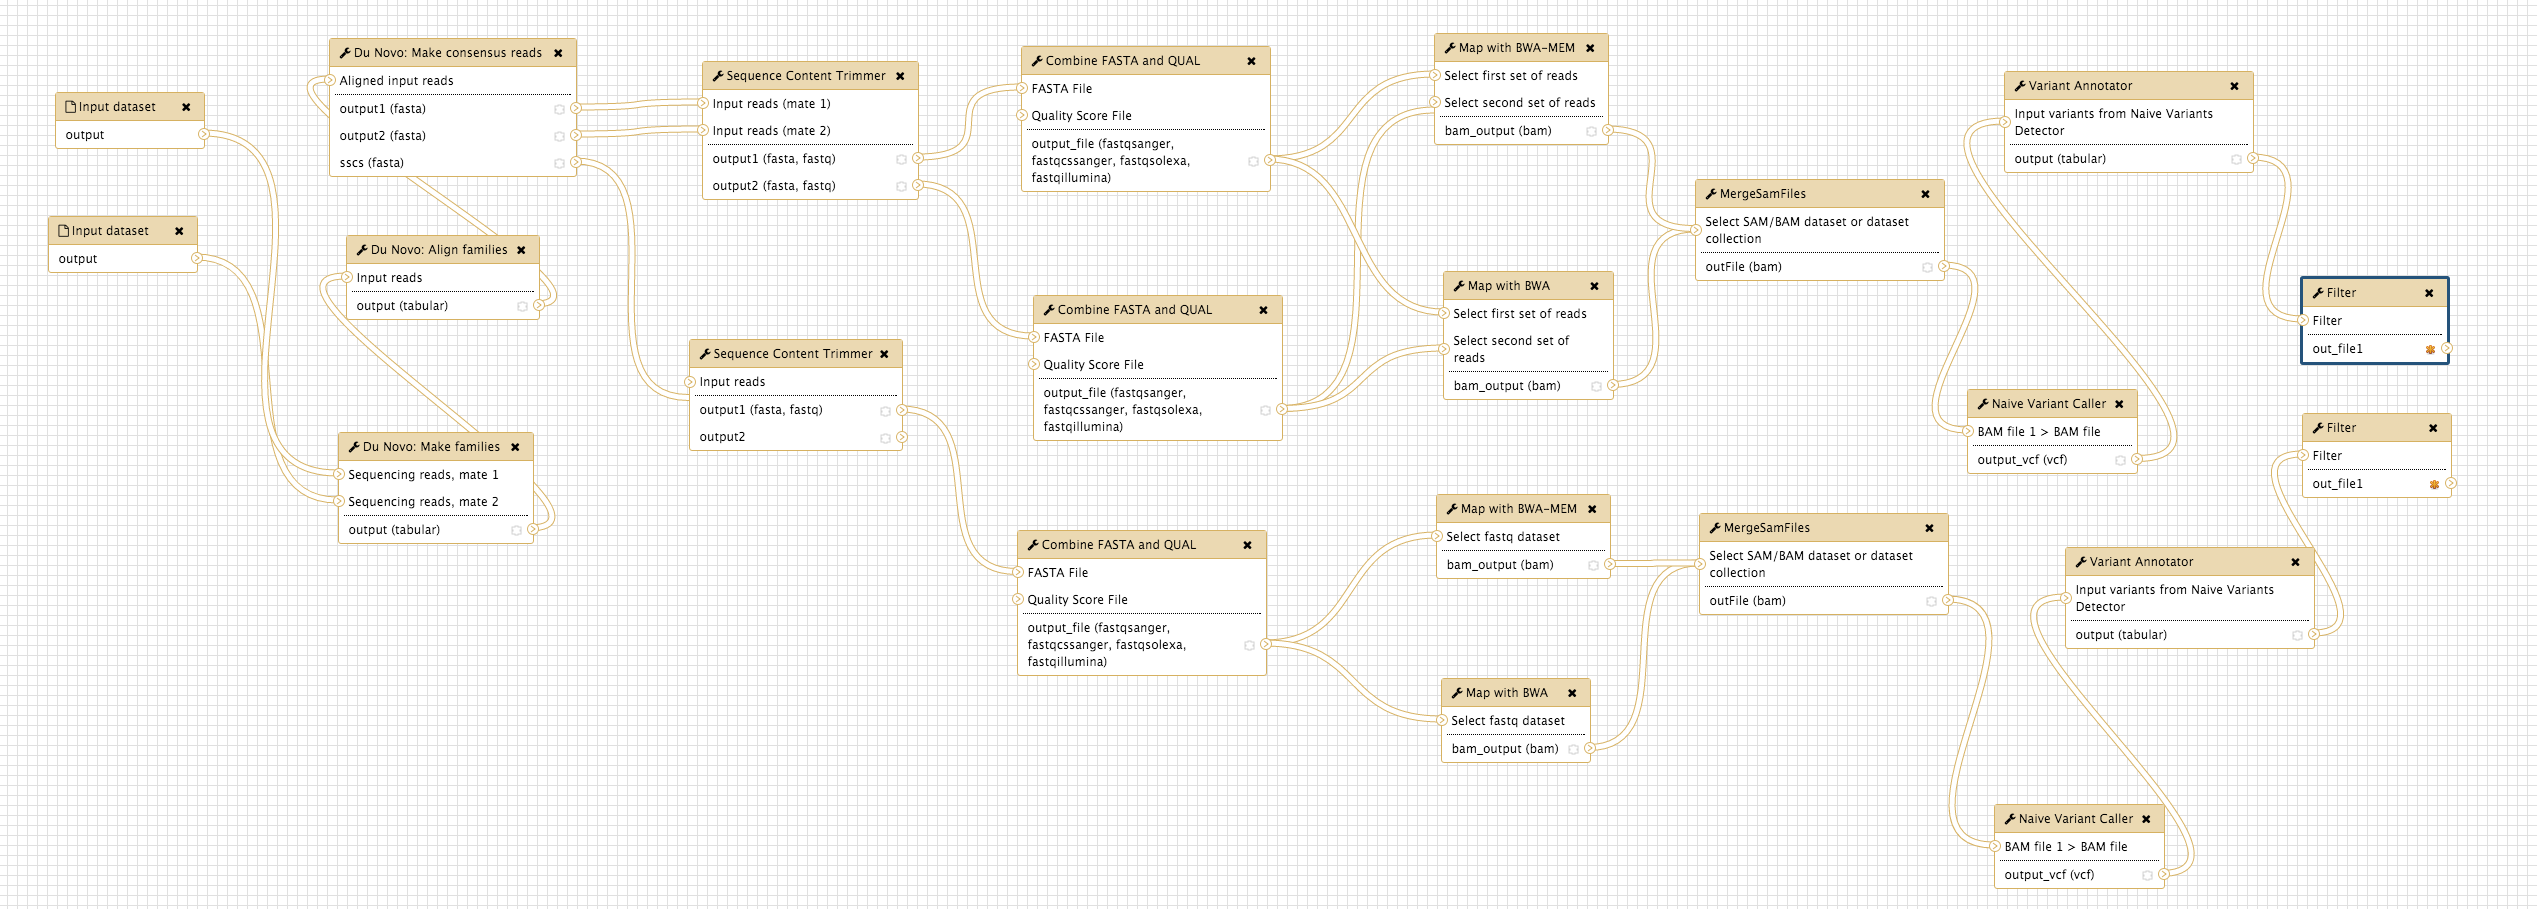 Input dataset
output
Input dataset
output
Du Novo: Make consensus reads
Aligned input reads
output1 (fasta)
output2 (fasta)
sscs (fasta)
Du Novo: Align families
Input reads
output (tabular)
Du Novo: Make families
Sequencing reads, mate 1
Sequencing reads, mate 2
output (tabular)
Sequence Content Trimmer
Input reads (mate 1)
Input reads (mate 2)
output1 (fasta, fastq)
output2 (fasta, fastq)
Sequence Content Trimmer
Input reads
output1 (fasta, fastq)
output2
Combine FASTA and QUAL
FASTA File
Quality Score File
output_file (fastqsanger,
fastqcssanger, fastqsolexa,
fastqillumina)
Combine FASTA and QUAL
FASTA File
Quality Score File
output_file (fastqsanger,
fastqcssanger, fastqsolexa,
fastqillumina)
Combine FASTA and QUAL
FASTA File
Quality Score File
output_file (fastqsanger,
fastqcssanger, fastqsolexa,
fastqillumina)
Map with BWA-MEM
Select first set of reads
Select second set of reads
bam_output (bam)
Map with BWA
Select first set of reads
Select second set of
reads
bam_output (bam)
Map with BWA-MEM
Select fastq dataset
bam_output (bam)
Map with BWA
Select fastq dataset
bam_output (bam)
MergeSamFiles
Select SAM/BAM dataset or dataset
collection
outFile (bam)
MergeSamFiles
Select SAM/BAM dataset or dataset
collection
outFile (bam)
Variant Annotator
Input variants from Naive Variants
Detector
output (tabular)
Naive Variant Caller
BAM file 1 > BAM file
output_vcf (vcf)
Variant Annotator
Input variants from Naive Variants
Detector
output (tabular)
Naive Variant Caller
BAM file 1 > BAM file
output_vcf (vcf)
Filter
Filter
out_file1
Filter
Filter
out_file1